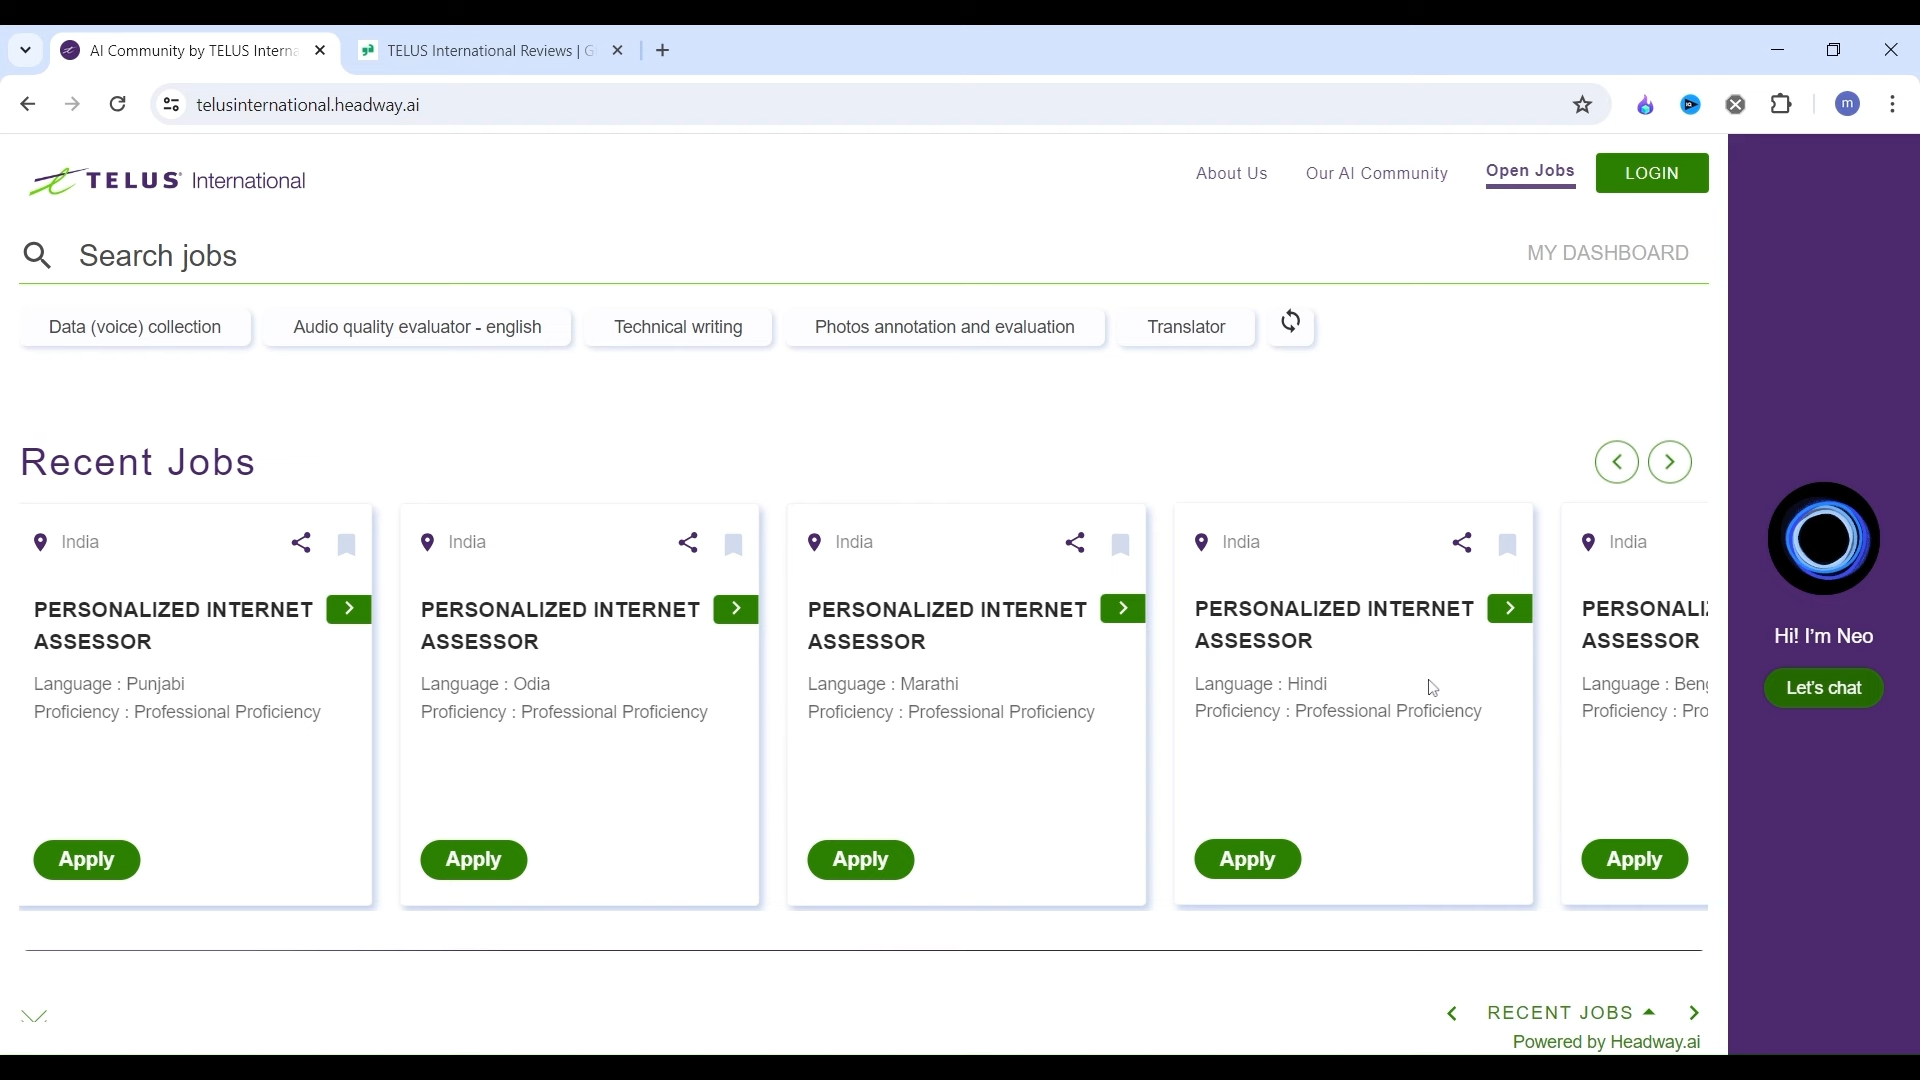 AI Community by TELUS Interna
TELUS International Reviews | G
telusinternational.headway.ai
m
TELUS International
About Us
Our AI Community
Open Jobs
LOGIN
Search jobs
MY DASHBOARD
Data (voice) collection
Audio quality evaluator - english
Technical writing
Photos annotation and evaluation
Translator
Recent Jobs
India
PERSONALIZED INTERNET
ASSESSOR
Language : Punjabi
Proficiency : Professional Proficiency
Apply
India
PERSONALIZED INTERNET
ASSESSOR
Language : Odia
Proficiency : Professional Proficiency
Apply
India
PERSONALIZED INTERNET
ASSESSOR
Language : Marathi
Proficiency : Professional Proficiency
Apply
India
PERSONALIZED INTERNET
ASSESSOR
Language : Hindi
Proficiency : Professional Proficiency
Apply
India
PERSONALI
ASSESSOR
Language : Beng
Proficiency : Pro
Apply
Hi! I'm Neo
Let's chat
RECENT JOBS
Powered by Headway.ai